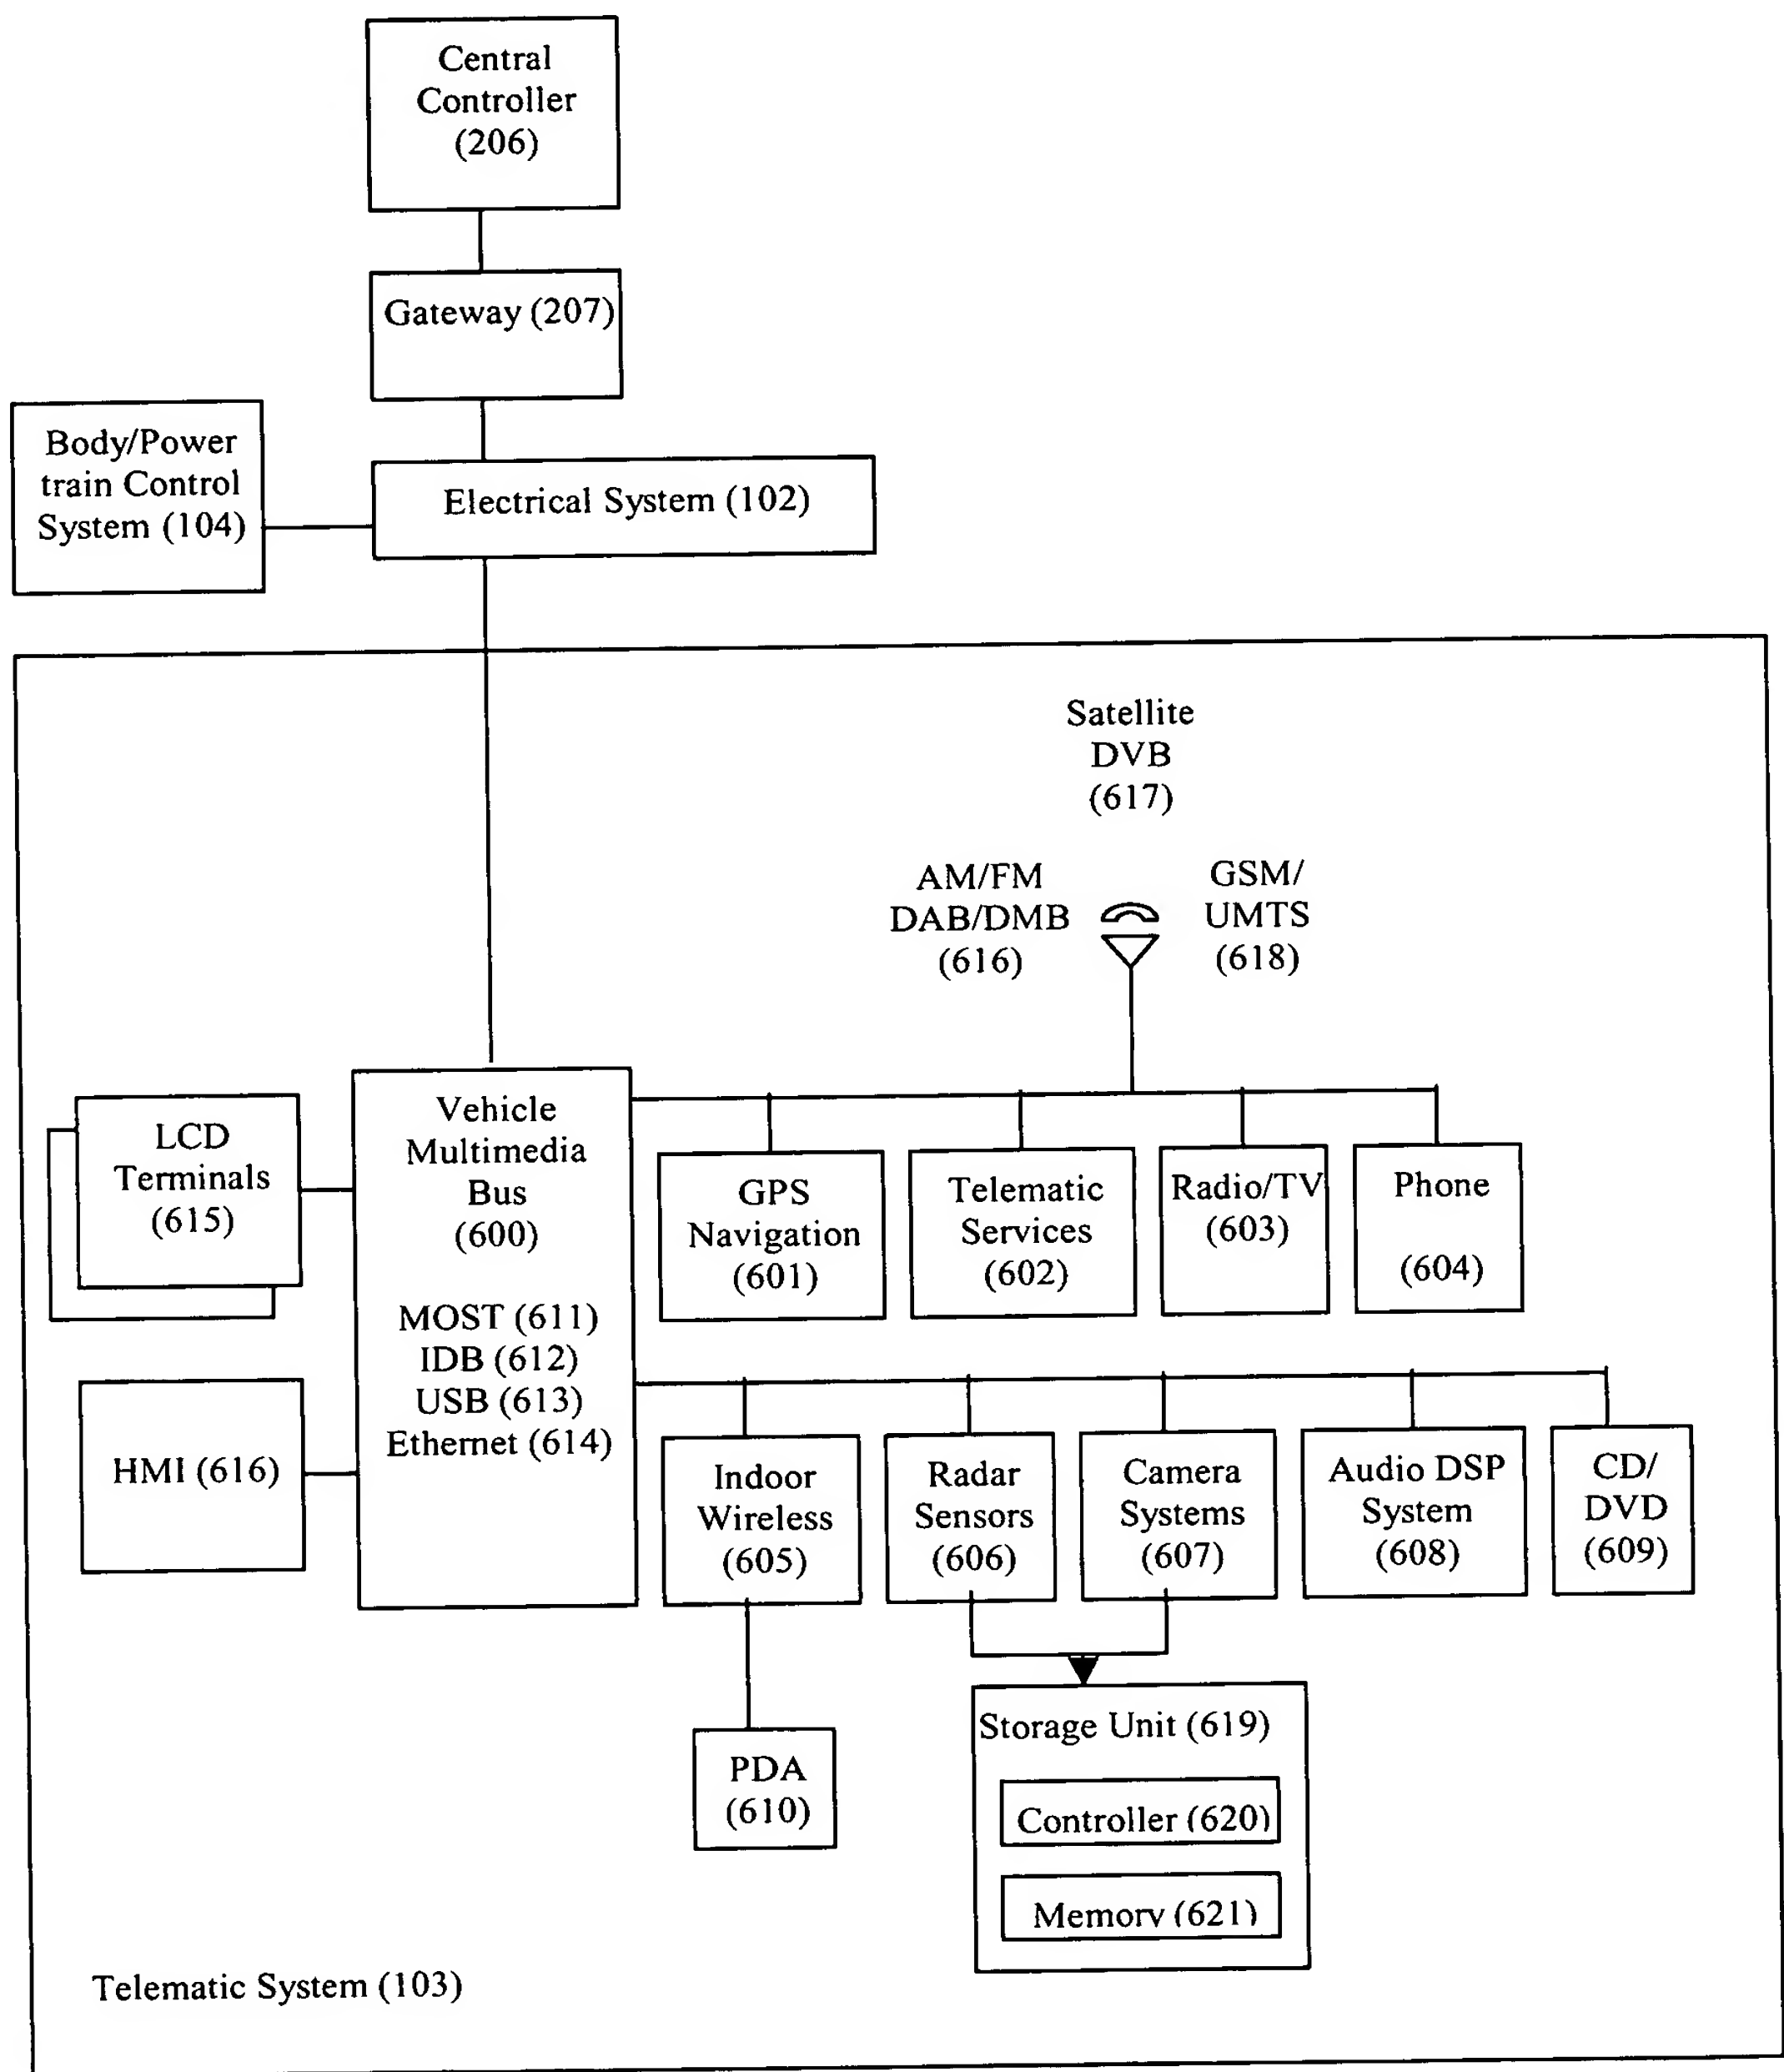 Central
Controller
(206)
Gateway (207)
Body/Power
train Control
System (104)
Electrical System (102)
Satellite
DVB
(617)
AM/FM
DAB/DMB
(616)
GSM/
UMTS
(618)
LCD
Terminals
(615)
Vehicle
Multimedia
Bus
(600)
MOST (611)
IDB (612)
USB (613)
Ethernet (614)
GPS
Navigation
(601)
Telematic
Services
(602)
Radio/TV
(603)
Phone
(604)
HMI (616)
Indoor
Wireless
(605)
Radar
Sensors
(606)
Camera
Systems
(607)
Audio DSP
System
(608)
CD/
DVD
(609)
PDA
(610)
Storage Unit (619)
Controller (620)
Memory (621)
Telematic System (103)